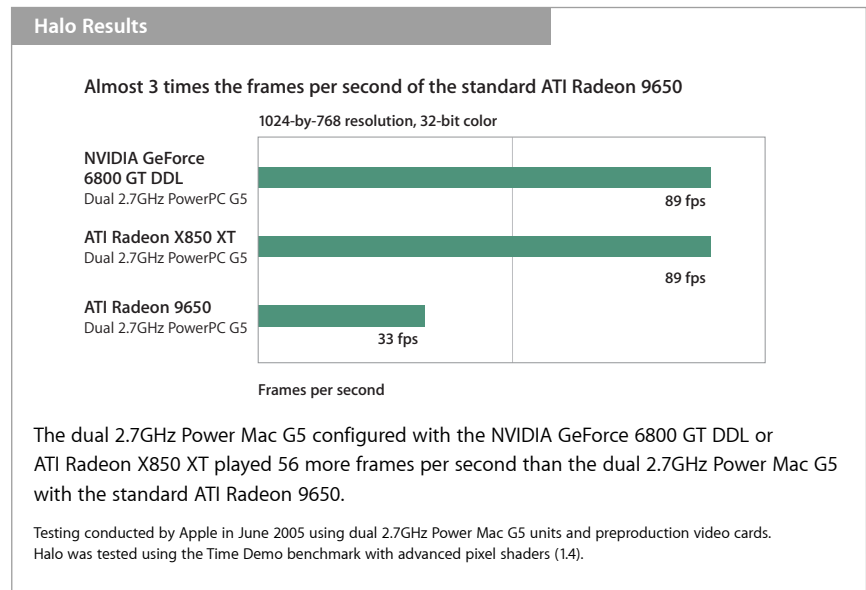 Halo Results
Almost 3 times the frames per second of the standard ATI Radeon 9650
1024-by-768 resolution, 32-bit color
NVIDIA GeForce
6800 GT DDL
Dual 2.7GHz PowerPC G5
89 fps
ATI Radeon X850 XT
Dual 2.7GHz PowerPC G5
89 fps
ATI Radeon 9650
Dual 2.7GHz PowerPC G5
33 fps
Frames per second
The dual 2.7GHz Power Mac G5 configured with the NVIDIA GeForce 6800 GT DDL or
ATI Radeon X850 XT played 56 more frames per second than the dual 2.7GHz Power Mac G5
with the standard ATI Radeon 9650.
Testing conducted by Apple in June 2005 using dual 2.7GHz Power Mac G5 units and preproduction video cards.
Halo was tested using the Time Demo benchmark with advanced pixel shaders (1.4).